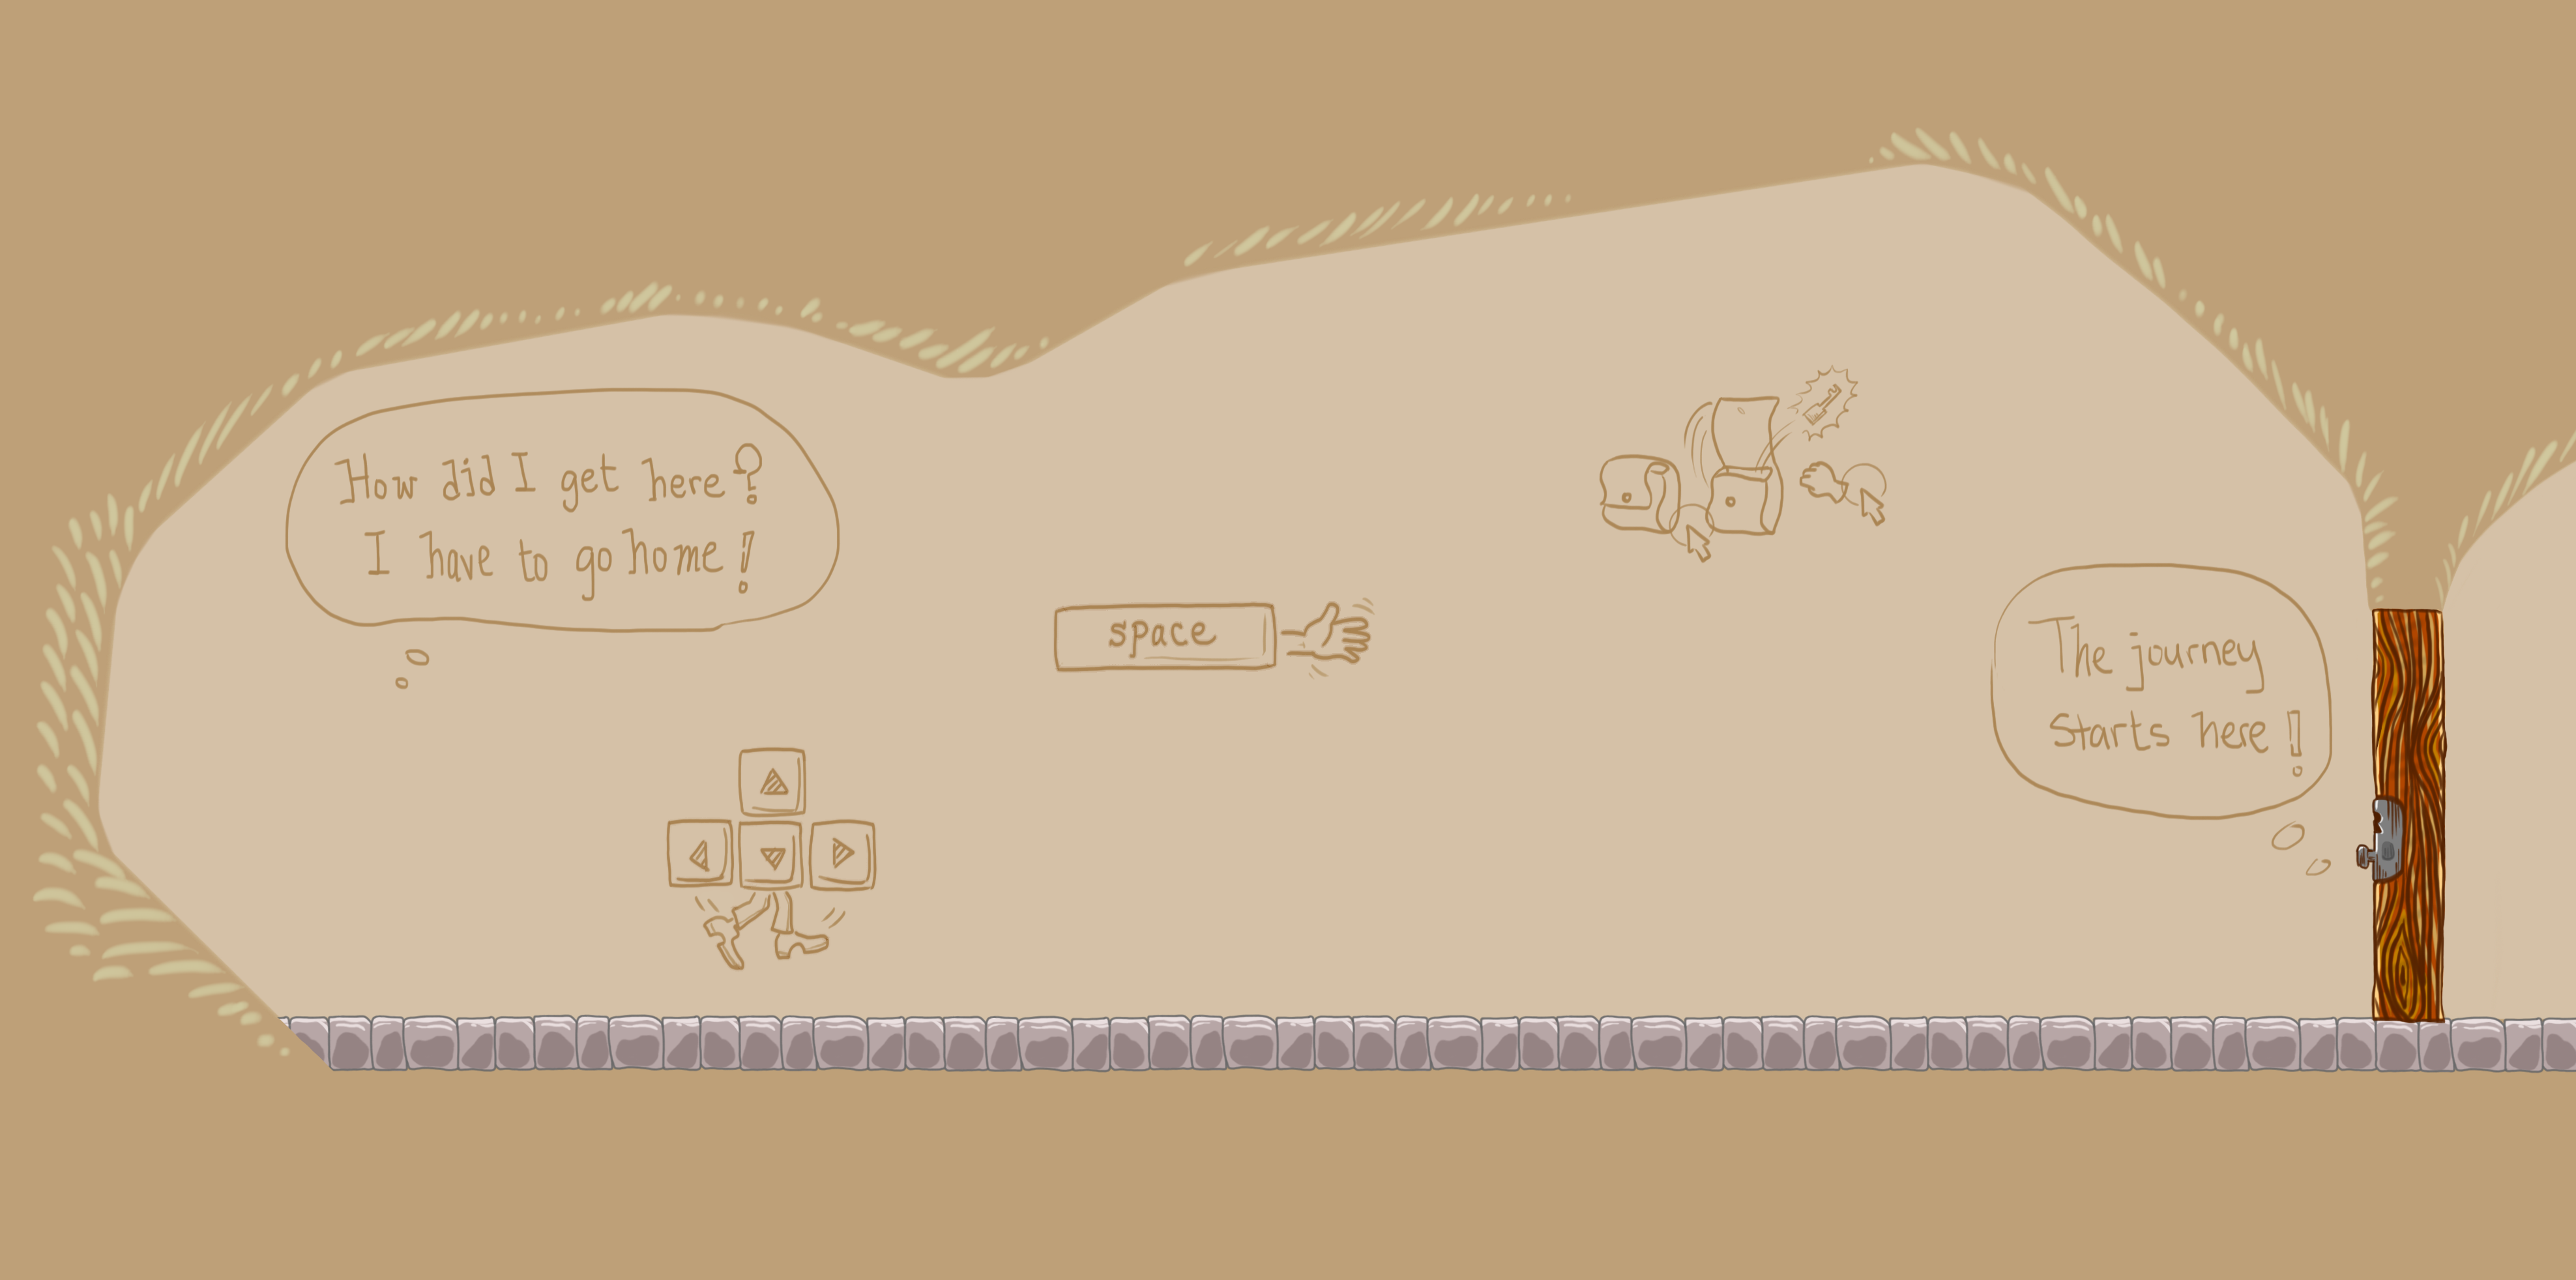 How did I get here?
I have to go home!
space
The journey
Starts here!